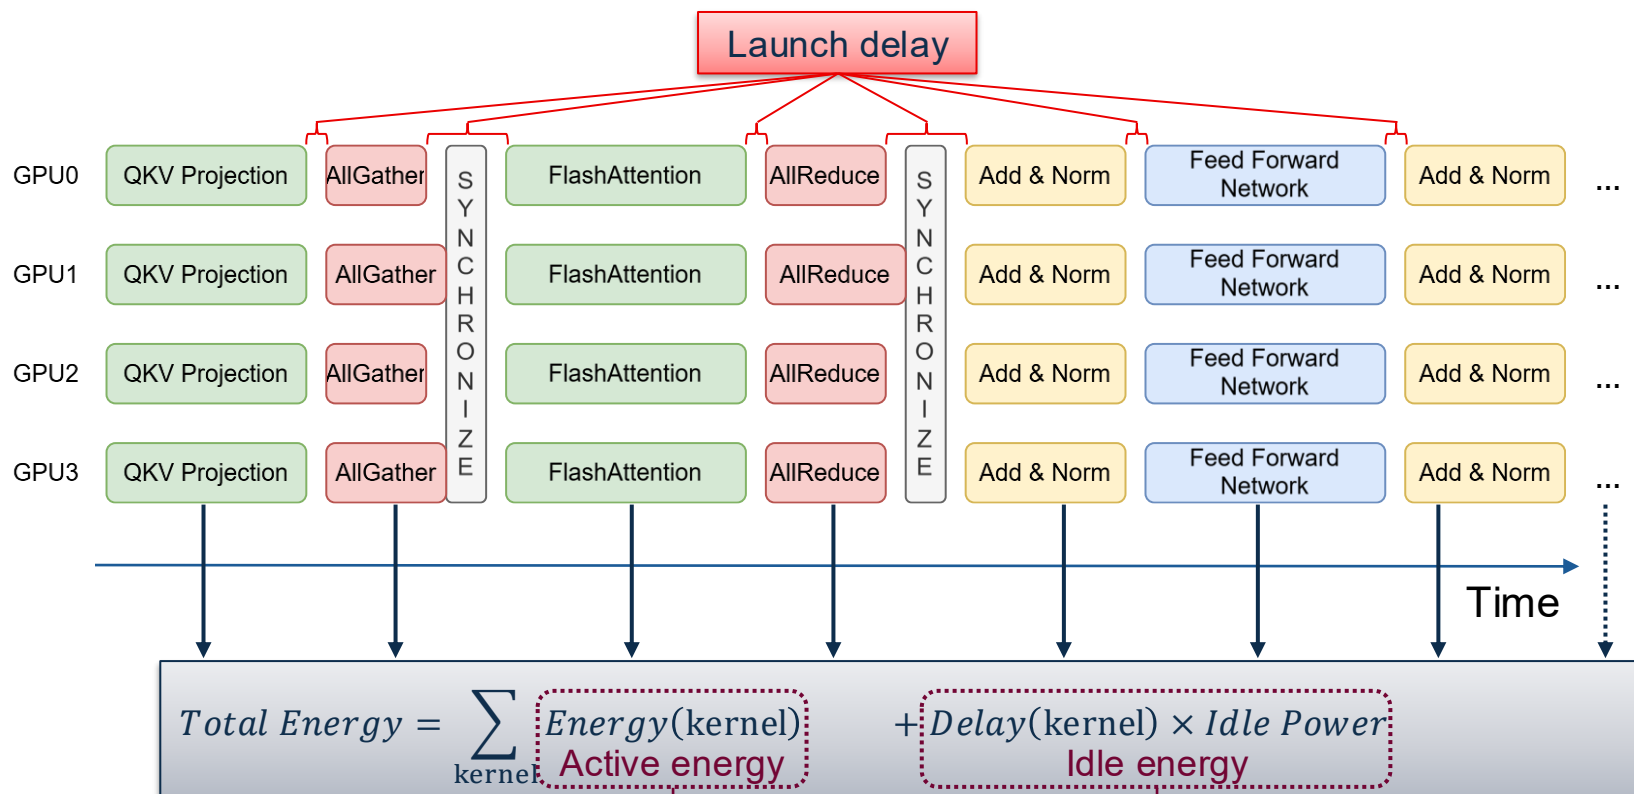 Launch delay
GPU0
QKV Projection
AllGather
SYNCHRONIZE
FlashAttention
AllReduce
SYNCHRONIZE
Add & Norm
Feed Forward
Network
Add & Norm
...
GPU1
QKV Projection
AllGather
FlashAttention
AllReduce
Add & Norm
Feed Forward
Network
Add & Norm
...
GPU2
QKV Projection
AllGather
FlashAttention
AllReduce
Add & Norm
Feed Forward
Network
Add & Norm
...
GPU3
QKV Projection
AllGather
FlashAttention
AllReduce
Add & Norm
Feed Forward
Network
Add & Norm
...
Time
Total Energy = ∑ Energy(kernel) + Delay(kernel) × Idle Power
kernel
Active energy
Idle energy